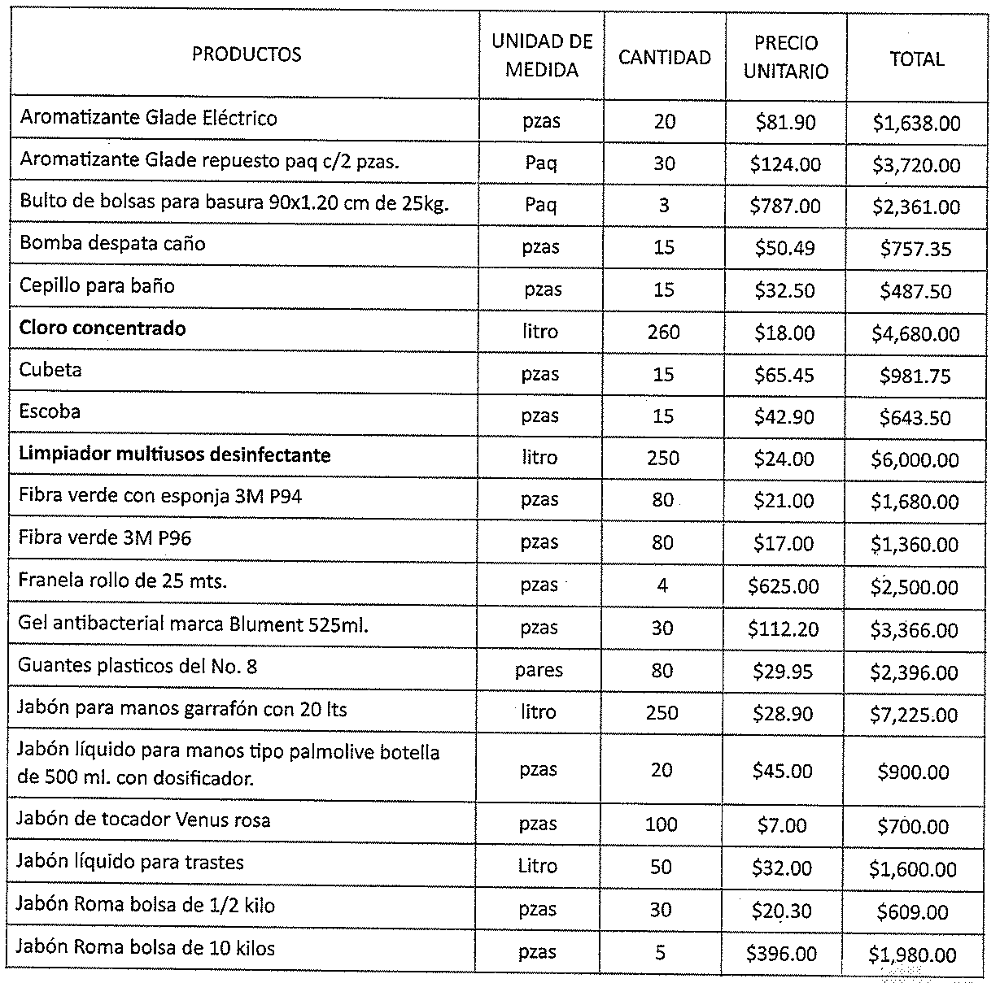 PRODUCTOS UNIDAD DE MEDIDA CANTIDAD PRECIO UNITARIO TOTAL
Aromatizante Glade Eléctrico pzas 20 $81.90 $1,638.00
Aromatizante Glade repuesto paq c/2 pzas. Paq 30 $124.00 $3,720.00
Bulto de bolsas para basura 90x1.20 cm de 25kg. Paq 3 $787.00 $2,361.00
Bomba despata caño pzas 15 $50.49 $757.35
Cepillo para baño pzas 15 $32.50 $487.50
Cloro concentrado litro 260 $18.00 $4,680.00
Cubeta pzas 15 $65.45 $981.75
Escoba pzas 15 $42.90 $643.50
Limpiador multiusos desinfectante litro 250 $24.00 $6,000.00
Fibra verde con esponja 3M P94 pzas 80 $21.00 $1,680.00
Fibra verde 3M P96 pzas 80 $17.00 $1,360.00
Franela rollo de 25 mts. pzas 4 $625.00 $2,500.00
Gel antibacterial marca Blument 525ml. pzas 30 $112.20 $3,366.00
Guantes plasticos del No. 8 pares 80 $29.95 $2,396.00
Jabón para manos garrafón con 20 lts litro 250 $28.90 $7,225.00
Jabón líquido para manos tipo palmolive botella
de 500 ml. con dosificador. pzas 20 $45.00 $900.00
Jabón de tocador Venus rosa pzas 100 $7.00 $700.00
Jabón líquido para trastes Litro 50 $32.00 $1,600.00
Jabón Roma bolsa de 1/2 kilo pzas 30 $20.30 $609.00
Jabón Roma bolsa de 10 kilos pzas 5 $396.00 $1,980.00